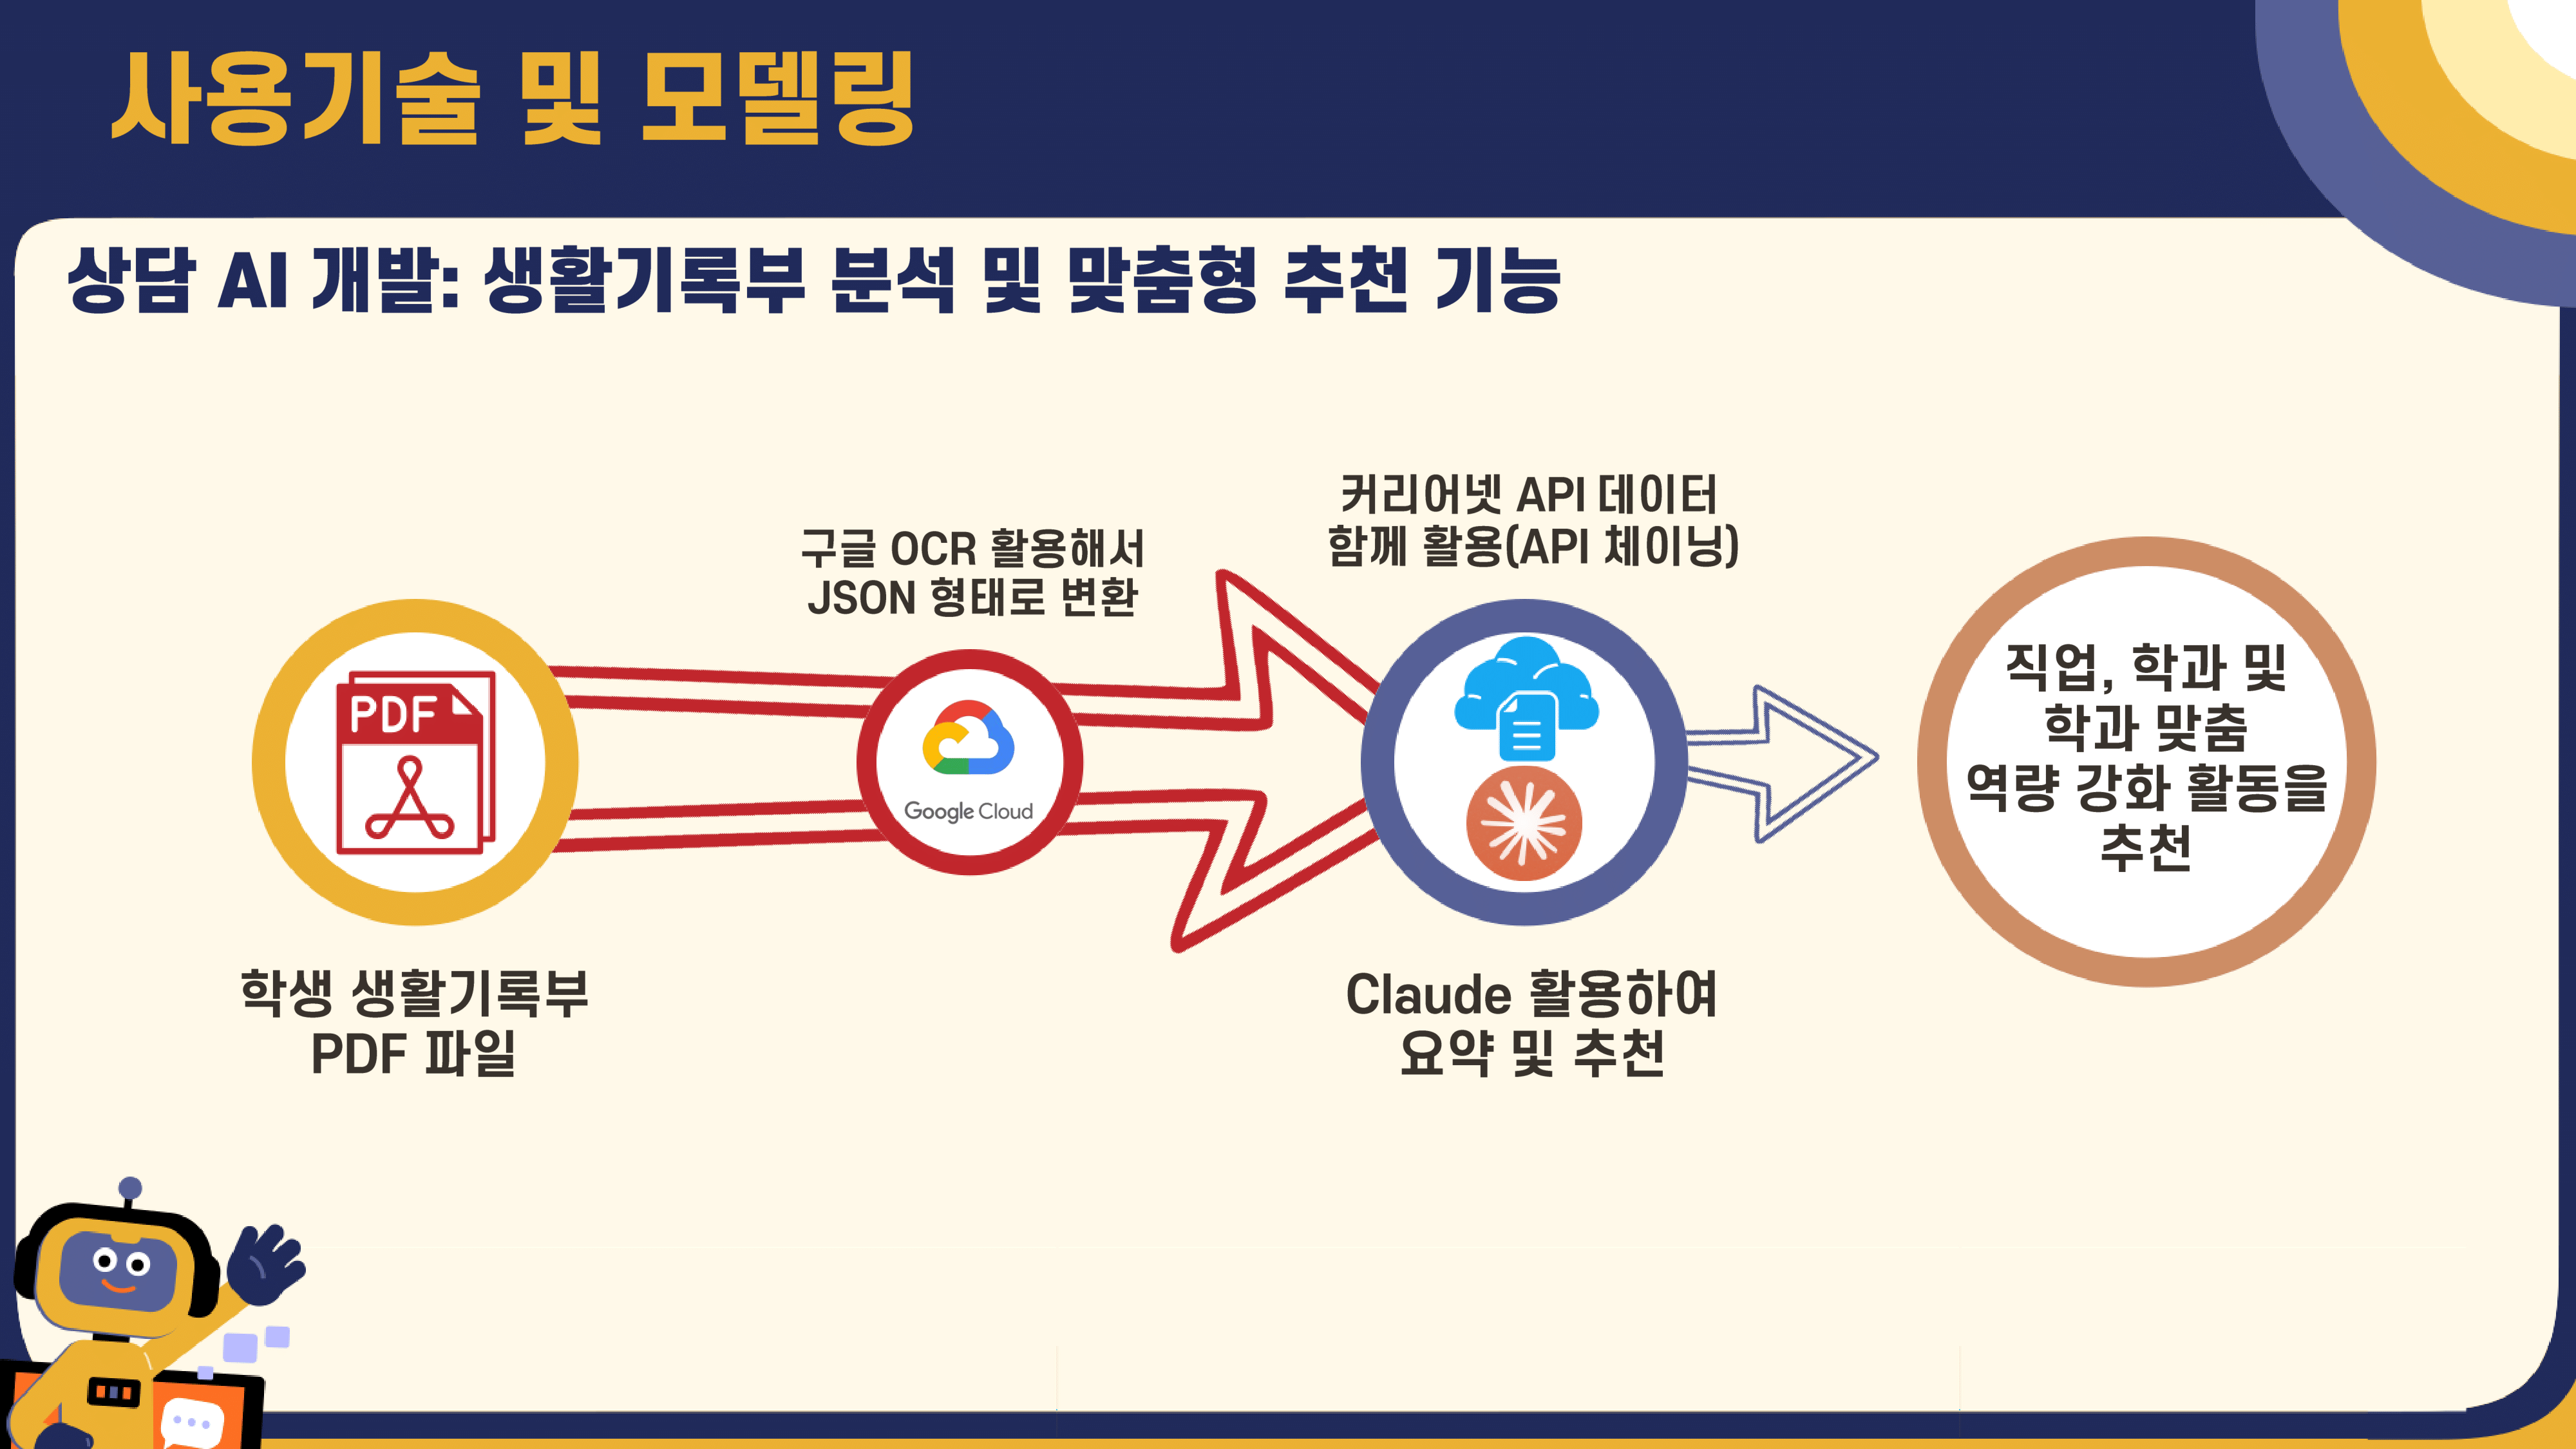 사용기술 및 모델링
상담 AI 개발: 생활기록부 분석 및 맞춤형 추천 기능
PDF
학생 생활기록부
PDF 파일
구글 OCR 활용해서
JSON 형태로 변환
Google Cloud
커리어넷 API 데이터
함께 활용(API 체이닝)
Claude 활용하여
요약 및 추천
직업, 학과 및
학과 맞춤
역량 강화 활동을
추천